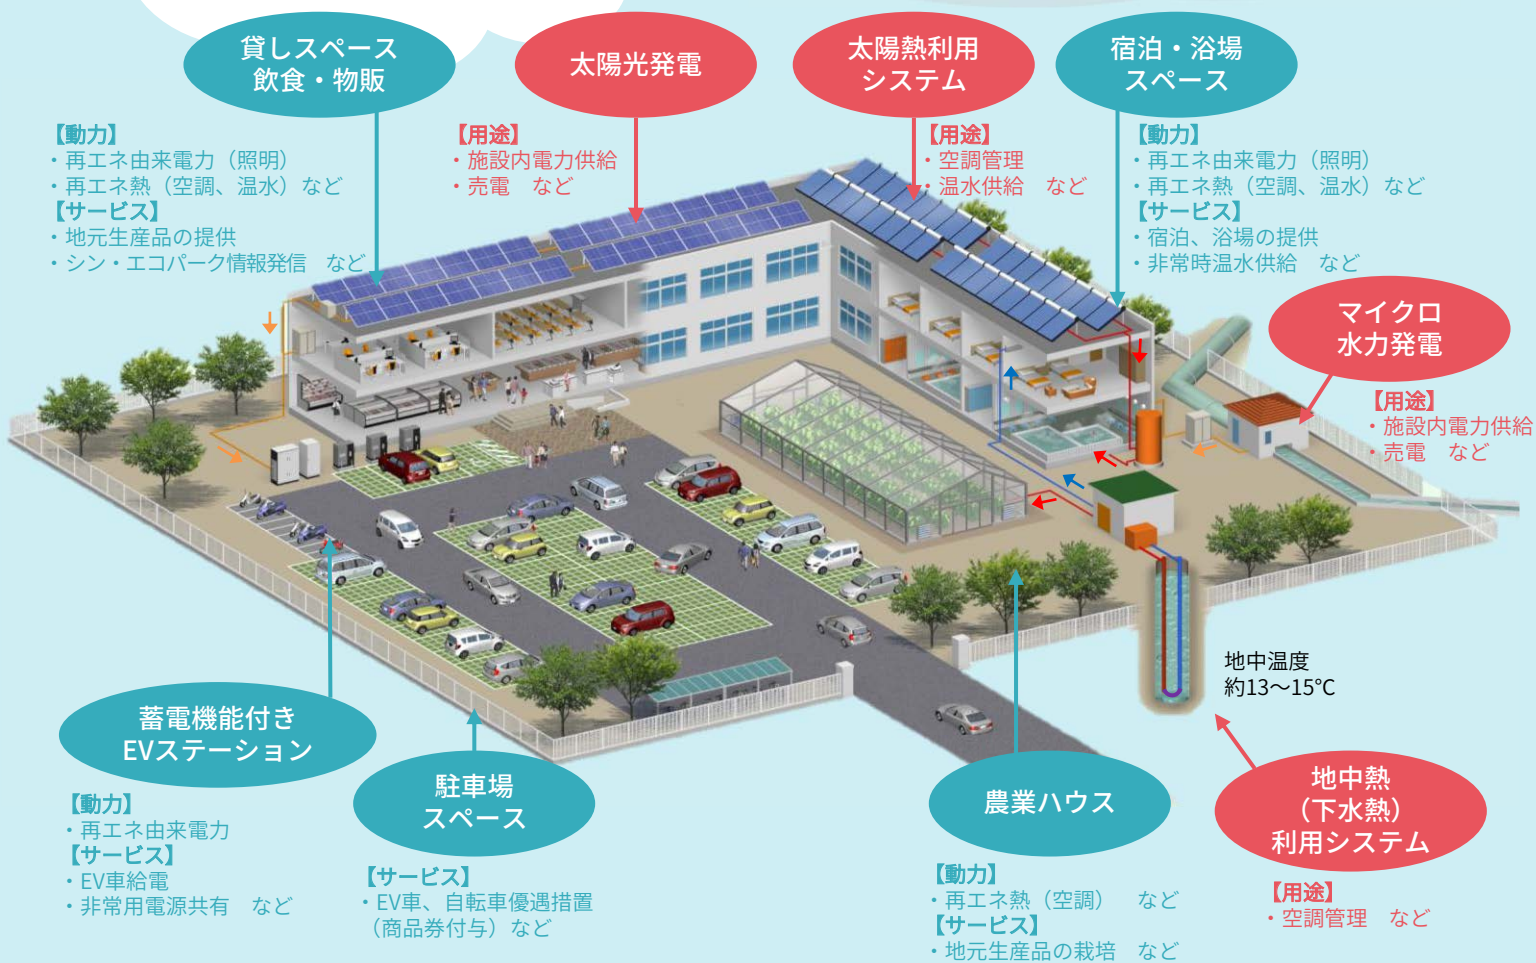 貸しスペース
飲食・物販
【動力】
・再エネ由来電力（照明）
・再エネ熱（空調、温水）など
【サービス】
・地元生産品の提供
・シン・エコパーク情報発信　など
太陽光発電
【用途】
・施設内電力供給
・売電　など
太陽熱利用
システム
【用途】
・空調管理
・温水供給　など
宿泊・浴場
スペース
【動力】
・再エネ由来電力（照明）
・再エネ熱（空調、温水）など
【サービス】
・宿泊、浴場の提供
・非常時温水供給　など
マイクロ
水力発電
【用途】
・施設内電力供給
・売電　など
地中温度
約13～15℃
蓄電機能付き
EVステーション
【動力】
・再エネ由来電力
【サービス】
・EV車給電
・非常用電源共有　など
駐車場
スペース
【サービス】
・EV車、自転車優遇措置
（商品券付与）など
農業ハウス
【動力】
・再エネ熱（空調）　など
【サービス】
・地元生産品の栽培　など
地中熱
（下水熱）
利用システム
【用途】
・空調管理　など